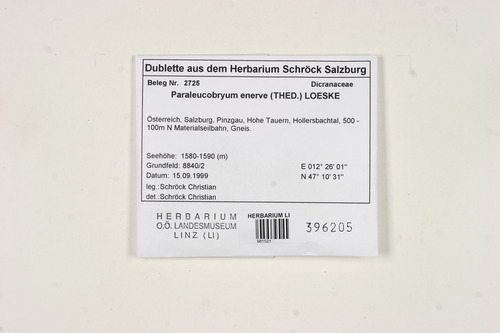 Dublette aus dem Herbarium Schröck Salzburg
Beleg Nr. 2725 Dicranaceae
Paraleucobryum enerve (THED.) LOESKE
Österreich, Salzburg, Pinzgau, Hohe Tauern, Hollersbachtal, 500 -
100m N Materialseilbahn, Gneis.
Seehöhe: 1580-1590 (m)
Grundfeld: 8840/2 E 012° 26' 01''
Datum: 15.09.1999 N 47° 10' 31''
leg.:Schröck Christian
det.:Schröck Christian
HERBARIUM
O.Ö. LANDESMUSEUM
LINZ (LI)
HERBARIUM LI
396205